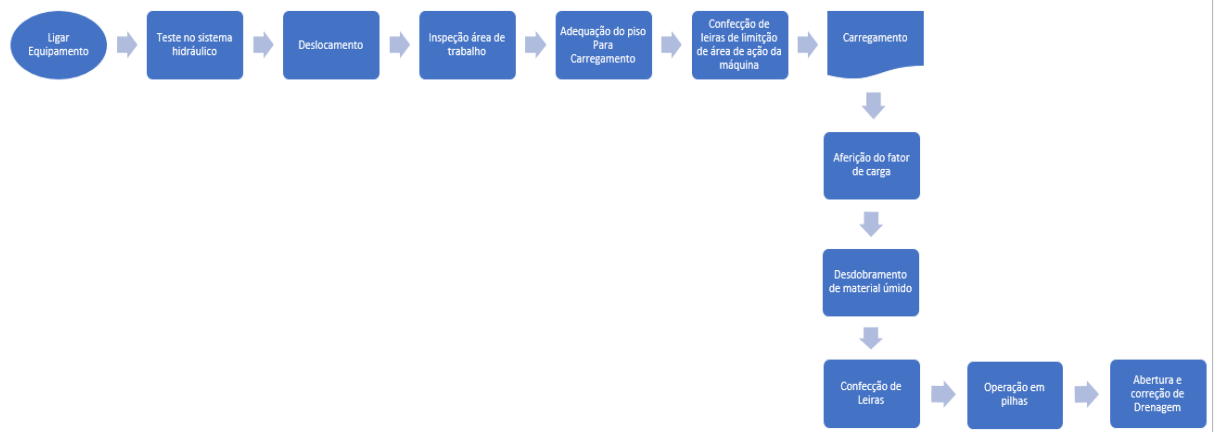 Ligar
Equipamento
Teste no sistema
hidráulico
Deslocamento
Inspeção área de
trabalho
Adequação do piso
Para
Carregamento
Confecção de
leiras de limitção
de área de ação da
máquina
Carregamento
Aferição do fator
de carga
Desdobramento
de material úmido
Confecção de
Leiras
Operação em
pilhas
Abertura e
correção de
Drenagem